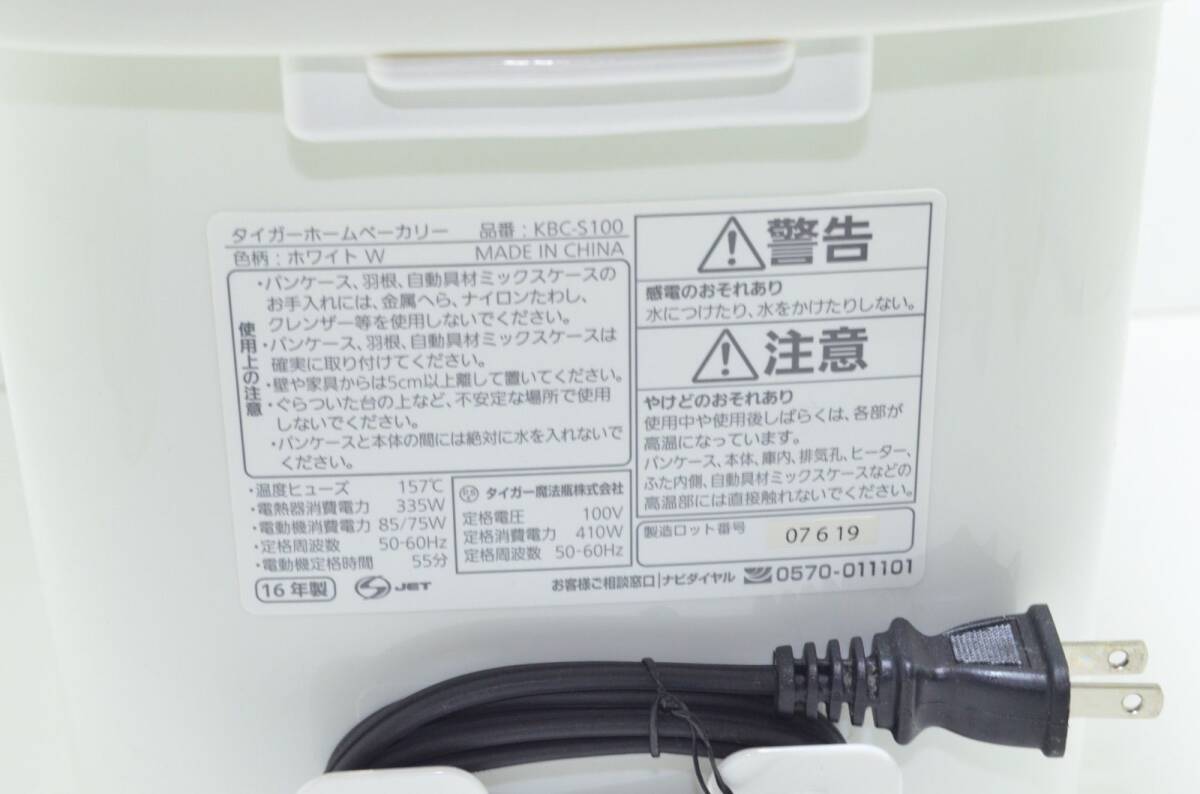 タイガーホームベーカリー 品番：KBC-S100
色柄：ホワイト W MADE IN CHINA
使用上の注意
・パンケース、羽根、自動具材ミックスケースの
お手入れには、金属へら、ナイロンたわし、
クレンザー等を使用しないでください。
・パンケース、羽根、自動具材ミックスケースは
確実に取り付けてください。
・壁や家具からは5cm以上離して置いてください。
・ぐらついた台の上など、不安定な場所で使用
しないでください。
・パンケースと本体の間には絶対に水を入れないで
ください。
・温度ヒューズ 157℃
・電熱器消費電力 335W
・電動機消費電力 85/75W
・定格周波数 50-60Hz
・電動機定格時間 55分
タイガー魔法瓶株式会社
定格電圧 100V
定格消費電力 410W
定格周波数 50-60Hz
16年製 JET
⚠警告
感電のおそれあり
水につけたり、水をかけたりしない。
⚠注意
やけどのおそれあり
使用中や使用後しばらくは、各部が
高温になっています。
パンケース、本体、庫内、排気孔、ヒーター、
ふた内側、自動具材ミックスケースなどの
高温部には直接触れないでください。
製造ロット番号 07 6 19
お客様ご相談窓口|ナビダイヤル 0570-011101